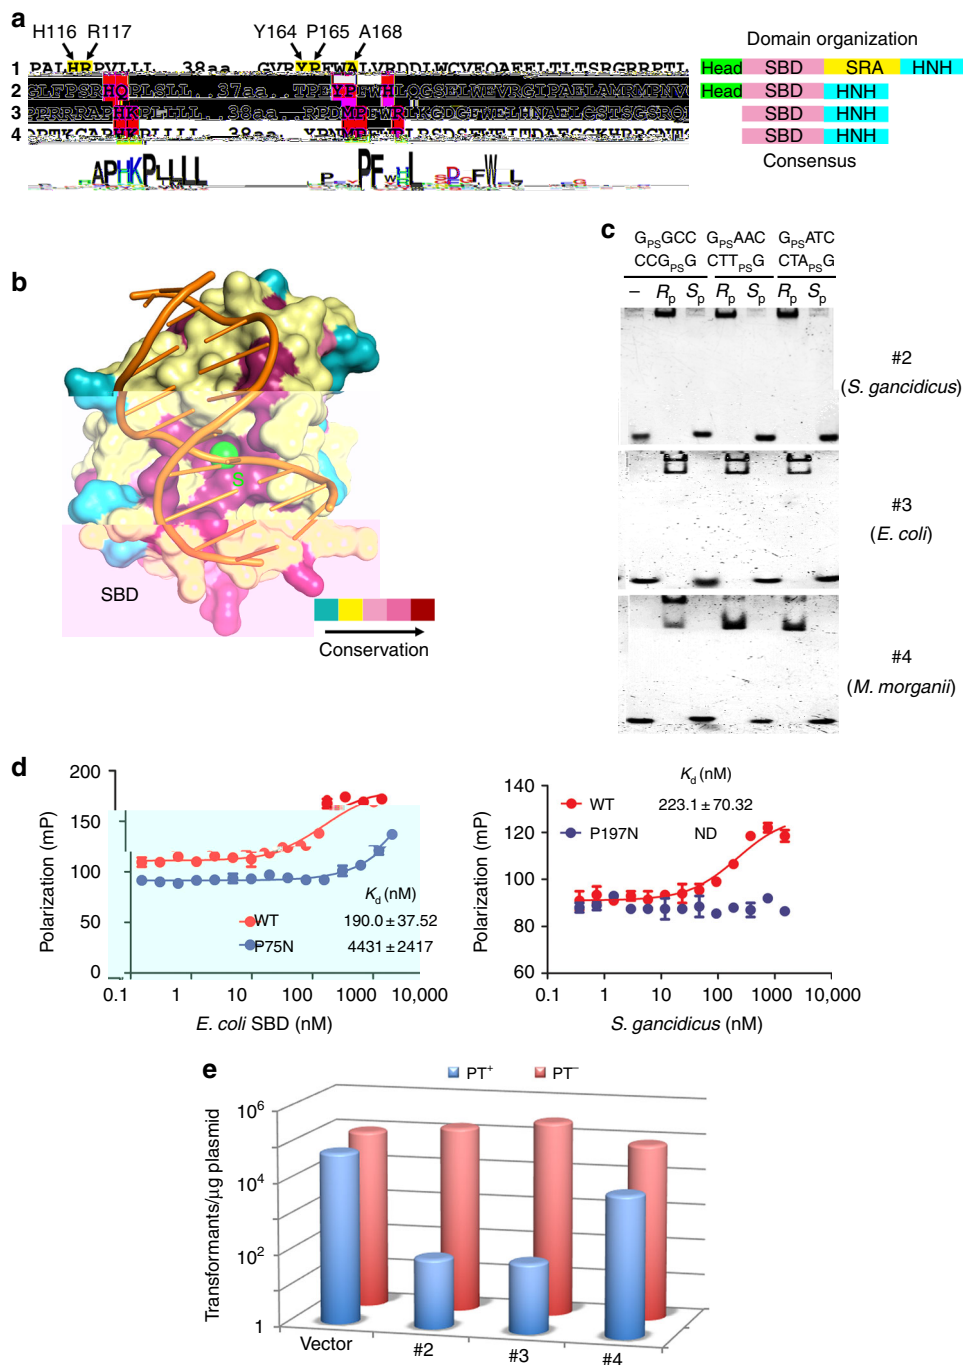 a
H116 R117 Y164 P165 A168
Domain organization
1
Head SBD SRA HNH
2
Head SBD HNH
3
SBD HNH
4
SBD HNH
Consensus
b
S
SBD
Conservation
c
GPSGCC GPSAAC GPSATC
CCGPSG CTTPSG CTAPSG
– Rp Sp Rp Sp Rp Sp
#2
(S. gancidicus)
#3
(E. coli)
#4
(M. morganii)
d
Polarization (mP)
200
150
100
50
0
Kd (nM)
WT 190.0 ± 37.52
P75N 4431 ± 2417
0.1 1 10 100 1000 10,000
E. coli SBD (nM)
Polarization (mP)
140
120
100
80
60
Kd (nM)
WT 223.1 ± 70.32
P197N ND
0.1 1 10 100 1000 10,000
S. gancidicus (nM)
e
PT+ PT–
Transformants/µg plasmid
10^6
10^4
10^2
1
Vector #2 #3 #4